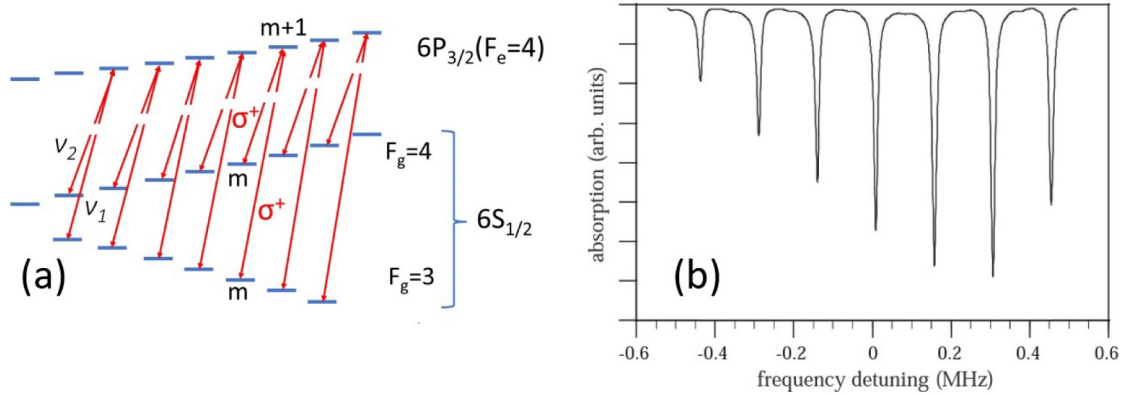 m+1
6P3/2(Fe=4)
σ+
ν2
Fg=4
m
ν1
σ+
6S1/2
Fg=3
m
(a)
b)
absorption (arb. units)
(b)
-0.6
-0.4
-0.2
0
0.2
0.4
0.6
frequency detuning (MHz)